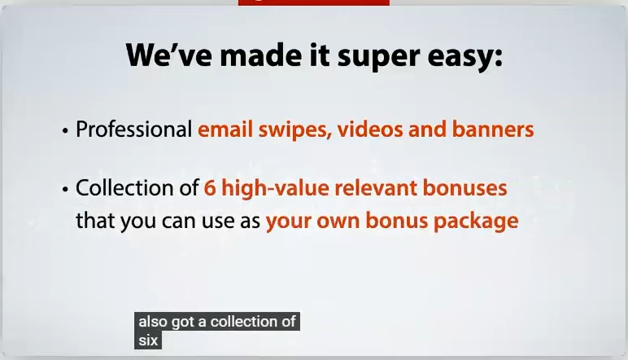 We've made it super easy:
• Professional email swipes, videos and banners
• Collection of 6 high-value relevant bonuses
that you can use as your own bonus package
also got a collection of
six